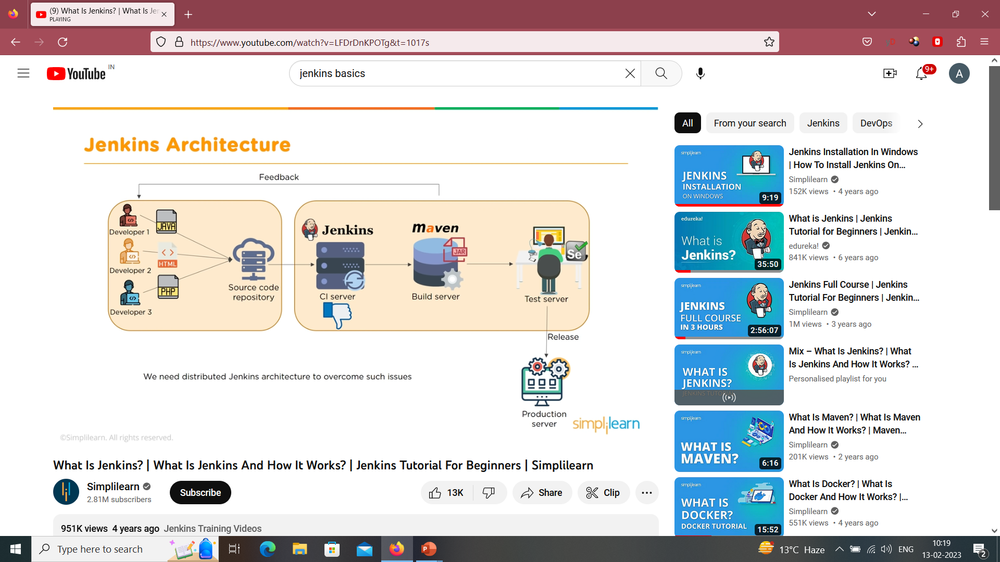 (9) What Is Jenkins? | What Is Jen
PLAYING
https://www.youtube.com/watch?v=LFDrDnKPOTg&t=1017s
YouTube IN
jenkins basics
9+
A
Jenkins Architecture
Feedback
Developer 1
JAVA
Developer 2
HTML
Developer 3
PHP
Source code
repository
Jenkins
CI server
maven
JAR
Build server
Se
Test server
Release
We need distributed Jenkins architecture to overcome such issues
Production
server
simplilearn
©Simplilearn. All rights reserved.
What Is Jenkins? | What Is Jenkins And How It Works? | Jenkins Tutorial For Beginners | Simplilearn
Simplilearn
2.81M subscribers
Subscribe
13K
Share
Clip
951K views 4 years ago Jenkins Training Videos
All
From your search
Jenkins
DevOps
simplilearn
JENKINS
INSTALLATION
ON WINDOWS
9:19
Jenkins Installation In Windows
| How To Install Jenkins On...
Simplilearn
152K views • 4 years ago
edureka!
What is
Jenkins?
35:50
What is Jenkins | Jenkins
Tutorial for Beginners | Jenkin...
edureka!
841K views • 6 years ago
simplilearn
JENKINS
FULL COURSE
IN 3 HOURS
2:56:07
Jenkins Full Course | Jenkins
Tutorial For Beginners | Jenkin...
Simplilearn
1M views • 3 years ago
simplilearn
WHAT IS
JENKINS?
Mix – What Is Jenkins? | What
Is Jenkins And How It Works? ...
Personalised playlist for you
simplilearn
WHAT IS
MAVEN?
6:16
What Is Maven? | What Is Maven
And How It Works? | Maven...
Simplilearn
201K views • 2 years ago
simplilearn
WHAT IS
DOCKER?
DOCKER TUTORIAL
15:52
What Is Docker? | What Is
Docker And How It Works? |...
Simplilearn
551K views • 4 years ago
Type here to search
13°C Haze
ENG
10:19
13-02-2023
2